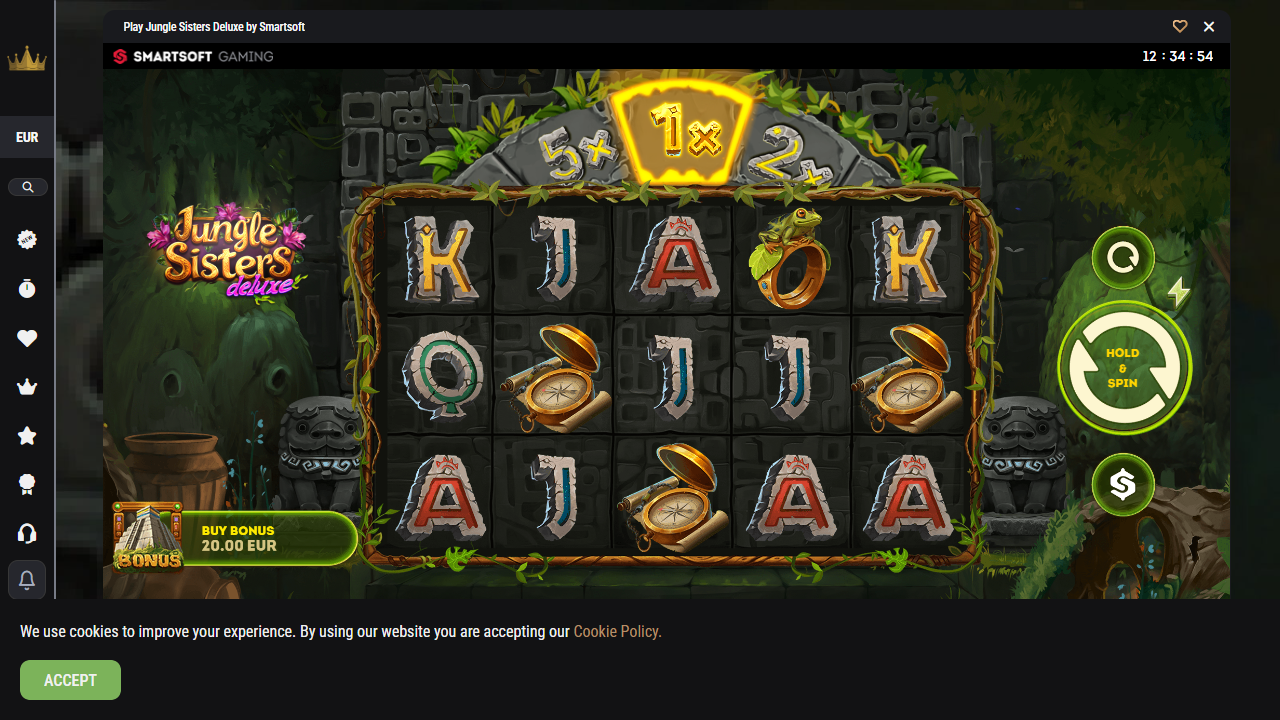 Play Jungle Sisters Deluxe by Smartsoft
SMARTSOFT GAMING
12 : 34 : 54
EUR
NEW
5x
1x
2x
Jungle
Sisters
deluxe
K J A K
Q J J
A J A A
HOLD
&
SPIN
BONUS
BUY BONUS
20.00 EUR
We use cookies to improve your experience. By using our website you are accepting our Cookie Policy.
ACCEPT